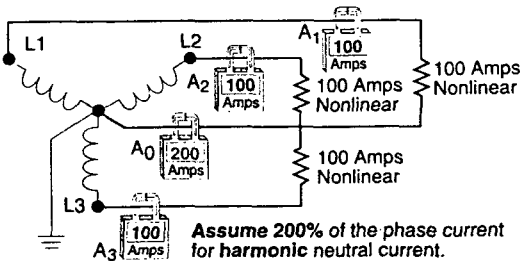 L1
L2
A1
100
Amps
A2
100
Amps
100 Amps
Nonlinear
100 Amps
Nonlinear
A0
200
Amps
100 Amps
Nonlinear
L3
A3
100
Amps
Assume 200% of the phase current
for harmonic neutral current.